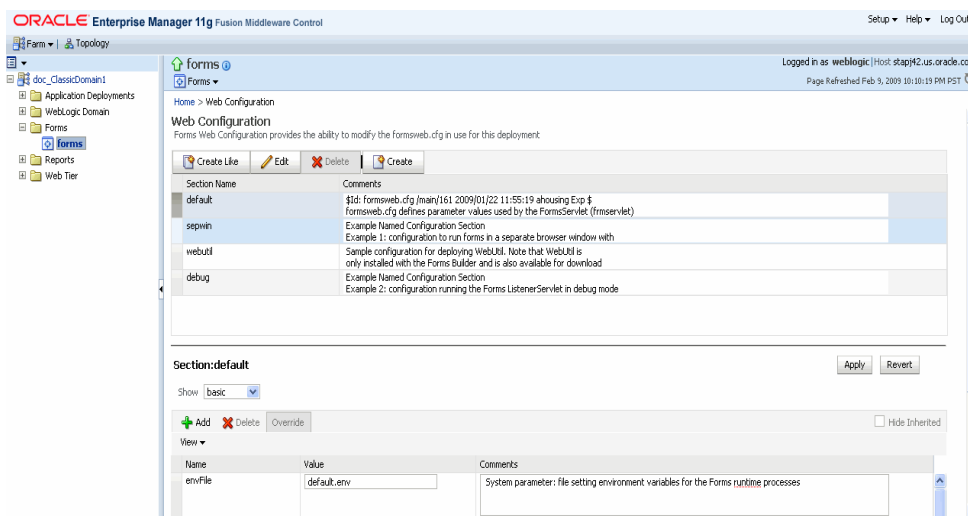 ORACLE Enterprise Manager 11g Fusion Middleware Control
Setup Help Log Out
Farm Topology
doc_ClassicDomain1
Application Deployments
WebLogic Domain
Forms
forms
Reports
Web Tier
forms
Logged in as weblogic|Host stapj42.us.oracle.co
Forms
Page Refreshed Feb 9, 2009 10:10:19 PM PST
Home > Web Configuration
Web Configuration
Forms Web Configuration provides the ability to modify the formsweb.cfg in use for this deployment
Create Like Edit Delete Create
Section Name Comments
default $Id: formsweb.cfg /main/161 2009/01/22 11:55:19 ahousing Exp $
formsweb.cfg defines parameter values used by the FormsServlet (frmservlet)
sepwin Example Named Configuration Section
Example 1: configuration to run forms in a separate browser window with
webutil Sample configuration for deploying WebUtil. Note that WebUtil is
only installed with the Forms Builder and is also available for download
debug Example Named Configuration Section
Example 2: configuration running the Forms ListenerServlet in debug mode
Section:default
Apply Revert
Show basic
Add Delete Override Hide Inherited
View
Name Value Comments
envFile default.env System parameter: file setting environment variables for the Forms runtime processes